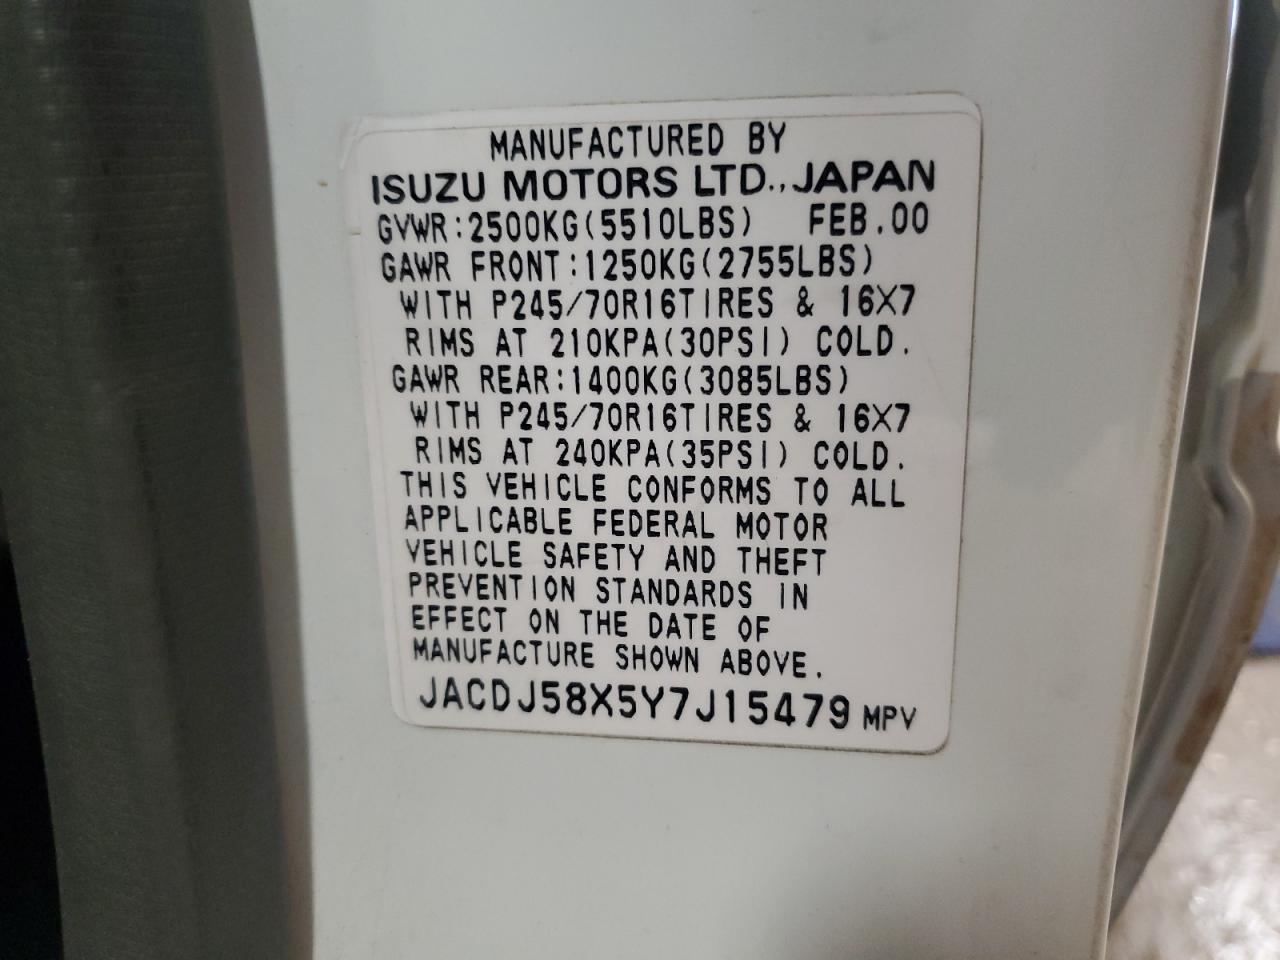 MANUFACTURED BY
ISUZU MOTORS LTD., JAPAN
GVWR:2500KG(5510LBS) FEB.00
GAWR FRONT:1250KG(2755LBS)
WITH P245/70R16TIRES & 16X7
RIMS AT 210KPA(30PSI) COLD.
GAWR REAR:1400KG(3085LBS)
WITH P245/70R16TIRES & 16X7
RIMS AT 240KPA(35PSI) COLD.
THIS VEHICLE CONFORMS TO ALL
APPLICABLE FEDERAL MOTOR
VEHICLE SAFETY AND THEFT
PREVENTION STANDARDS IN
EFFECT ON THE DATE OF
MANUFACTURE SHOWN ABOVE.
JACDJ58X5Y7J15479 MPV